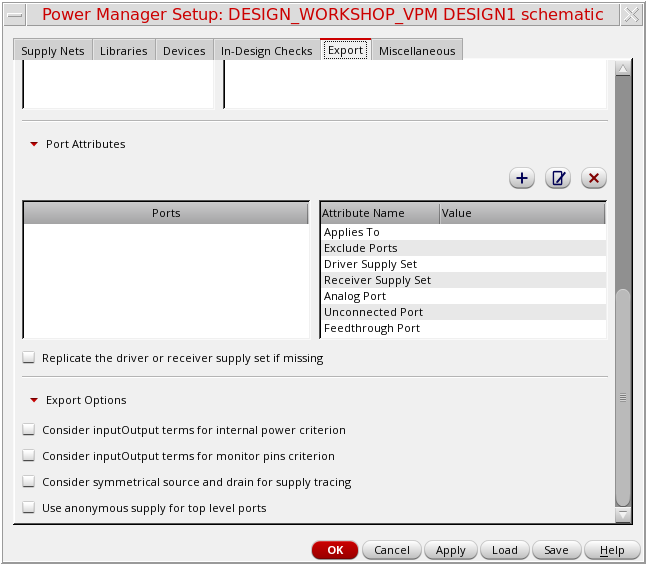 Power Manager Setup: DESIGN_WORKSHOP_VPM DESIGN1 schematic
Supply Nets Libraries Devices In-Design Checks Export Miscellaneous
Port Attributes
Ports Attribute Name Value
Applies To
Exclude Ports
Driver Supply Set
Receiver Supply Set
Analog Port
Unconnected Port
Feedthrough Port
Replicate the driver or receiver supply set if missing
Export Options
Consider inputOutput terms for internal power criterion
Consider inputOutput terms for monitor pins criterion
Consider symmetrical source and drain for supply tracing
Use anonymous supply for top level ports
OK Cancel Apply Load Save Help